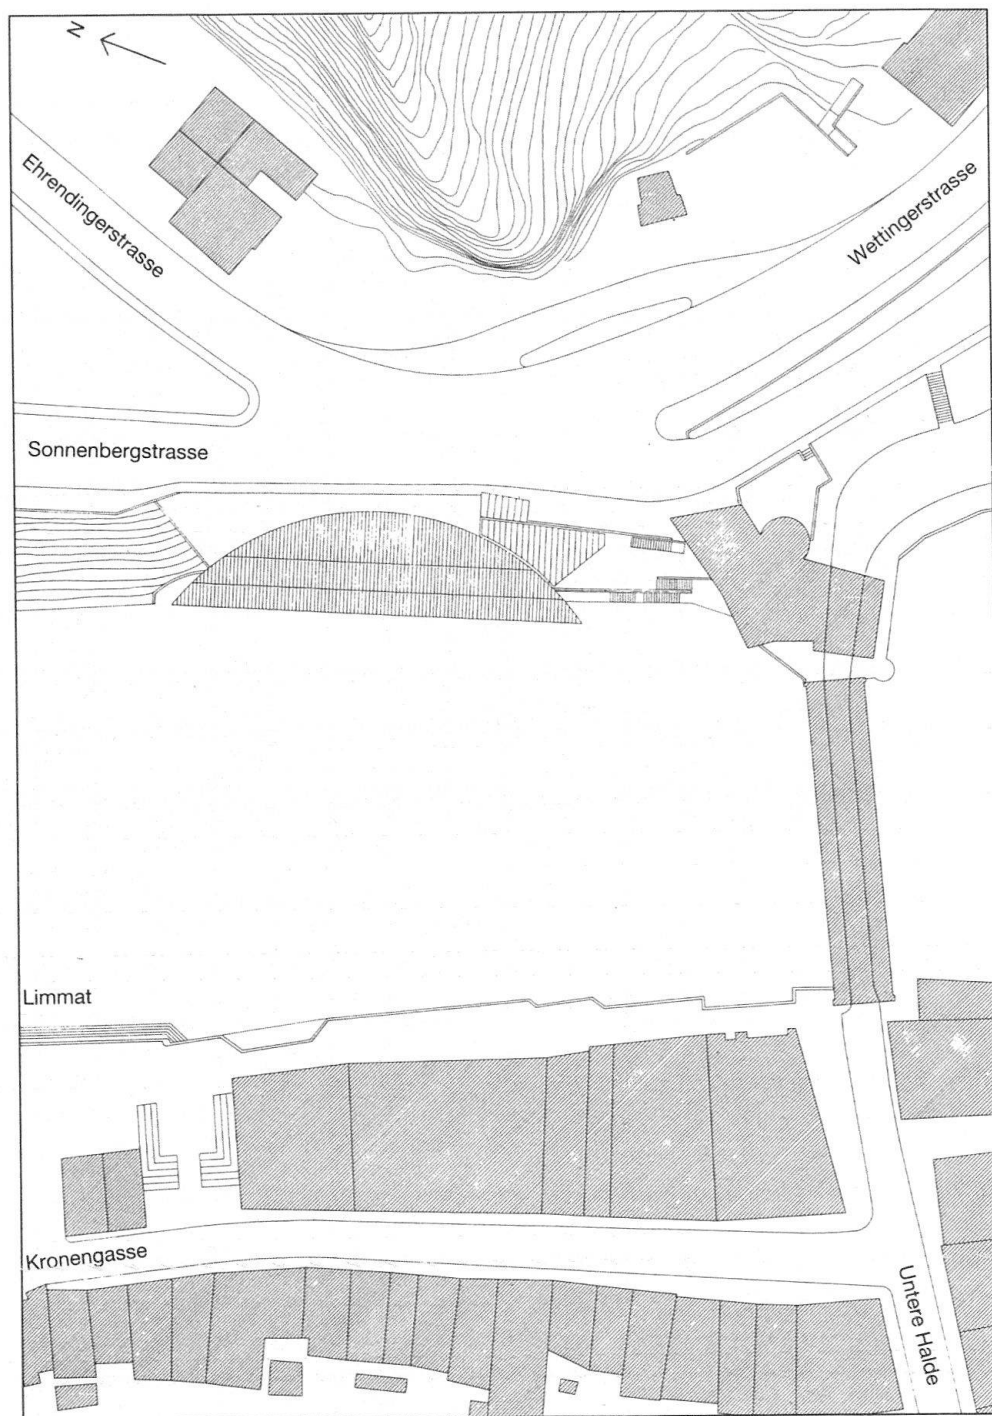 N
Ehrendingerstrasse
Wettingerstrasse
Sonnenbergstrasse
Limmat
Kronengasse
Untere Halde